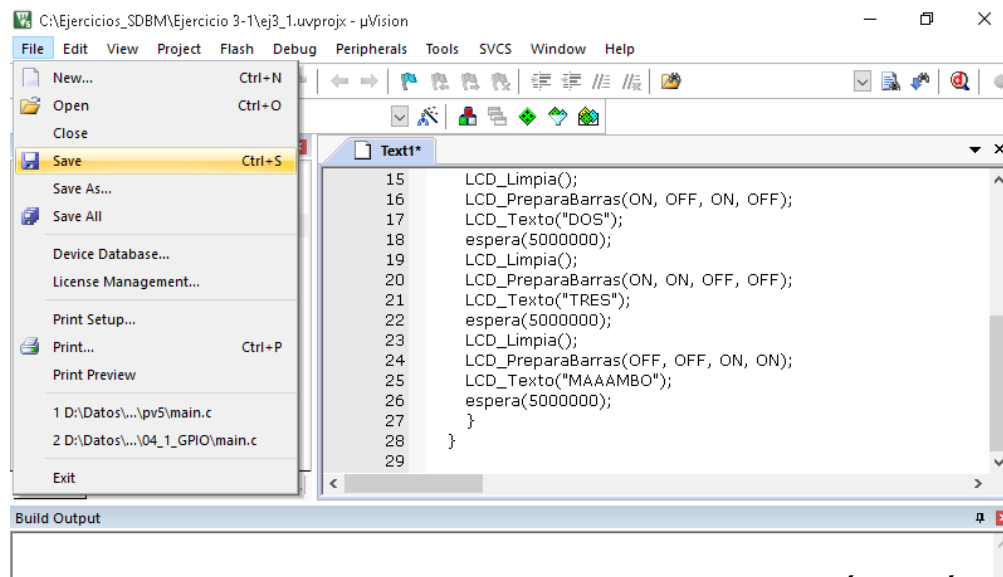 C:\Ejercicios_SDBM\Ejercicio 3-1\ej3_1.uvprojx - µVision
File Edit View Project Flash Debug Peripherals Tools SVCS Window Help
New... Ctrl+N
Open Ctrl+O
Close
Save Ctrl+S
Save As...
Save All
Device Database...
License Management...
Print Setup...
Print... Ctrl+P
Print Preview
1 D:\Datos\...\pv5\main.c
2 D:\Datos\...\04_1_GPIO\main.c
Exit
Text1*
15 LCD_Limpia();
16 LCD_PreparaBarras(ON, OFF, ON, OFF);
17 LCD_Texto("DOS");
18 espera(5000000);
19 LCD_Limpia();
20 LCD_PreparaBarras(ON, ON, OFF, OFF);
21 LCD_Texto("TRES");
22 espera(5000000);
23 LCD_Limpia();
24 LCD_PreparaBarras(OFF, OFF, ON, ON);
25 LCD_Texto("MAAAMBO");
26 espera(5000000);
27 }
28 }
29
Build Output